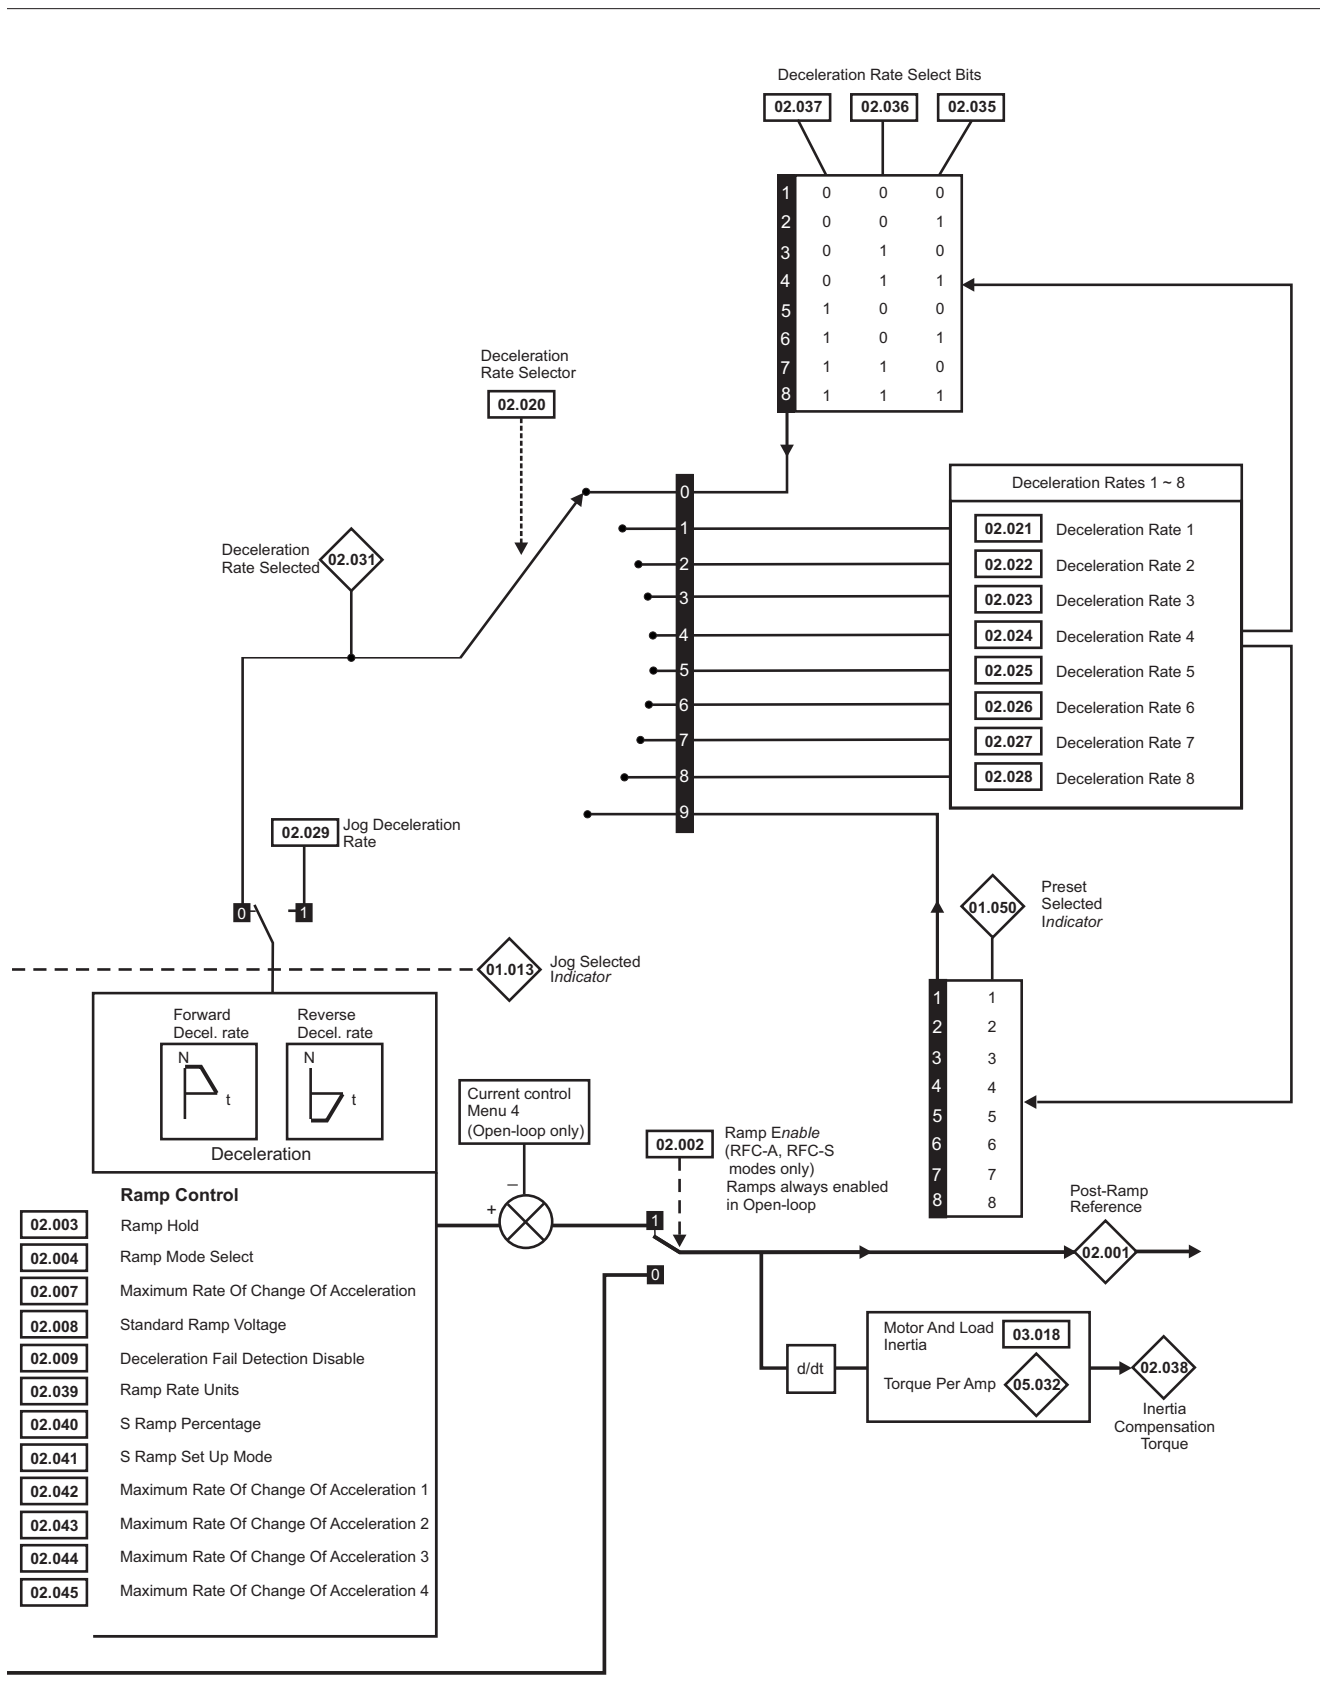 Deceleration Rate Select Bits
02.037 02.036 02.035
1 0 0 0
2 0 0 1
3 0 1 0
4 0 1 1
5 1 0 0
6 1 0 1
7 1 1 0
8 1 1 1
Deceleration
Rate Selector
02.020
0
1
2
3
4
5
6
7
8
9
Deceleration Rates 1 ~ 8
02.021 Deceleration Rate 1
02.022 Deceleration Rate 2
02.023 Deceleration Rate 3
02.024 Deceleration Rate 4
02.025 Deceleration Rate 5
02.026 Deceleration Rate 6
02.027 Deceleration Rate 7
02.028 Deceleration Rate 8
Deceleration
Rate Selected
02.031
02.029
Jog Deceleration
Rate
0 1
01.050
Preset
Selected
Indicator
01.013
Jog Selected
Indicator
1 1
2 2
3 3
4 4
5 5
6 6
7 7
8 8
Forward
Decel. rate
N
t
Reverse
Decel. rate
N
t
Deceleration
Current control
Menu 4
(Open-loop only)
–
+
02.002
Ramp Enable
(RFC-A, RFC-S
modes only)
Ramps always enabled
in Open-loop
1
0
Post-Ramp
Reference
02.001
Ramp Control
02.003 Ramp Hold
02.004 Ramp Mode Select
02.007 Maximum Rate Of Change Of Acceleration
02.008 Standard Ramp Voltage
02.009 Deceleration Fail Detection Disable
02.039 Ramp Rate Units
02.040 S Ramp Percentage
02.041 S Ramp Set Up Mode
02.042 Maximum Rate Of Change Of Acceleration 1
02.043 Maximum Rate Of Change Of Acceleration 2
02.044 Maximum Rate Of Change Of Acceleration 3
02.045 Maximum Rate Of Change Of Acceleration 4
d/dt
Motor And Load
Inertia
03.018
Torque Per Amp 05.032
02.038
Inertia
Compensation
Torque